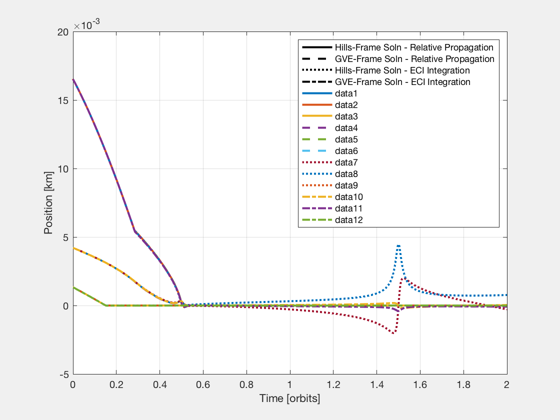 ×10⁻³
20
15
10
5
0
-5
Position [km]
0
0.2
0.4
0.6
0.8
1
1.2
1.4
1.6
1.8
2
Time [orbits]
Hills-Frame Soln - Relative Propagation
GVE-Frame Soln - Relative Propagation
Hills-Frame Soln - ECI Integration
GVE-Frame Soln - ECI Integration
data1
data2
data3
data4
data5
data6
data7
data8
data9
data10
data11
data12